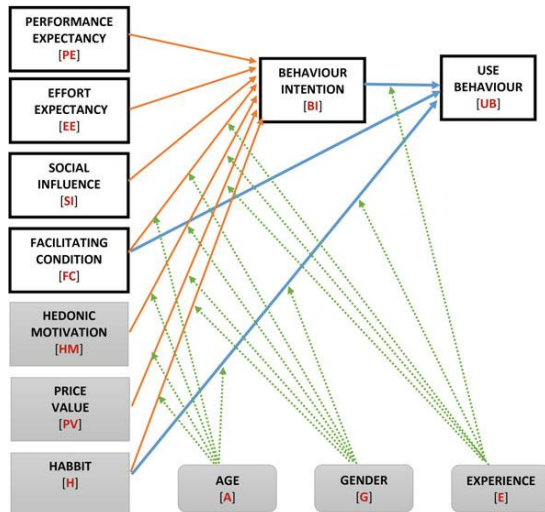 PERFORMANCE
EXPECTANCY
[PE]
EFFORT
EXPECTANCY
[EE]
SOCIAL
INFLUENCE
[SI]
FACILITATING
CONDITION
[FC]
HEDONIC
MOTIVATION
[HM]
PRICE
VALUE
[PV]
HABBIT
[H]
BEHAVIOUR
INTENTION
[BI]
USE
BEHAVIOUR
[UB]
AGE
[A]
GENDER
[G]
EXPERIENCE
[E]